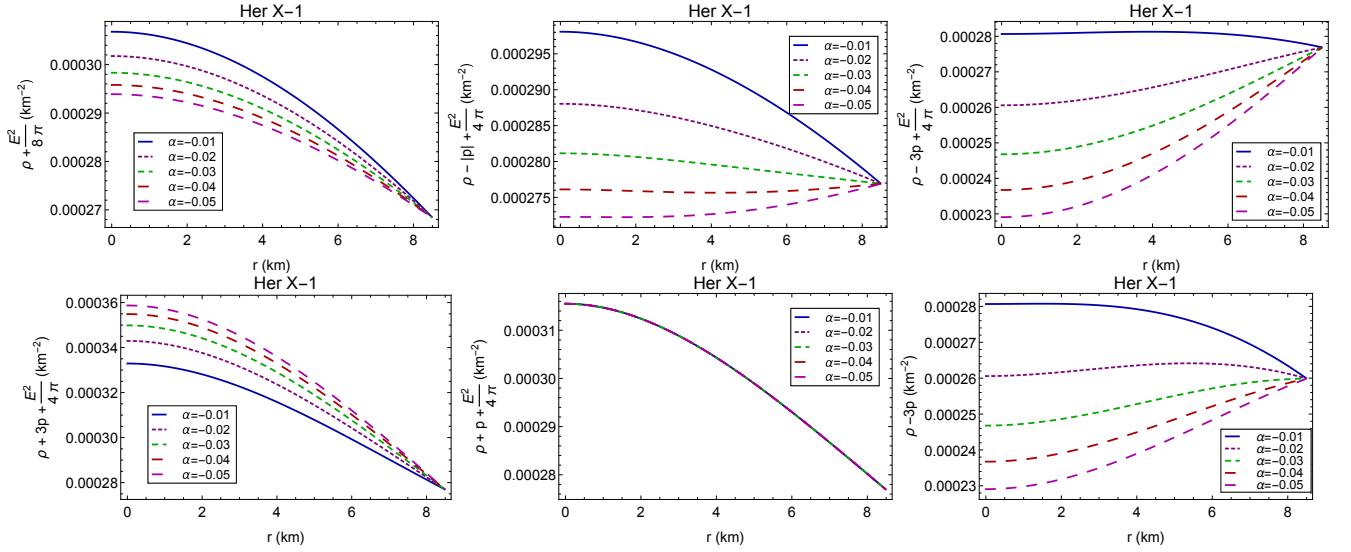 Her X-1
ρ + E²/8 π (km⁻²)
0.00030
0.00029
0.00028
0.00027
α=-0.01
α=-0.02
α=-0.03
α=-0.04
α=-0.05
0 2 4 6 8
r (km)
Her X-1
ρ - |p| + E²/4 π (km⁻²)
0.000295
0.000290
0.000285
0.000280
0.000275
α=-0.01
α=-0.02
α=-0.03
α=-0.04
α=-0.05
0 2 4 6 8
r (km)
Her X-1
ρ - 3p + E²/4 π (km⁻²)
0.00028
0.00027
0.00026
0.00025
0.00024
0.00023
α=-0.01
α=-0.02
α=-0.03
α=-0.04
α=-0.05
0 2 4 6 8
r (km)
Her X-1
ρ + 3p + E²/4 π (km⁻²)
0.00036
0.00034
0.00032
0.00030
0.00028
α=-0.01
α=-0.02
α=-0.03
α=-0.04
α=-0.05
0 2 4 6 8
r (km)
Her X-1
ρ + p + E²/4 π (km⁻²)
0.00031
0.00030
0.00029
0.00028
α=-0.01
α=-0.02
α=-0.03
α=-0.04
α=-0.05
0 2 4 6 8
r (km)
Her X-1
ρ -3p (km⁻²)
0.00028
0.00027
0.00026
0.00025
0.00024
0.00023
α=-0.01
α=-0.02
α=-0.03
α=-0.04
α=-0.05
0 2 4 6 8
r (km)